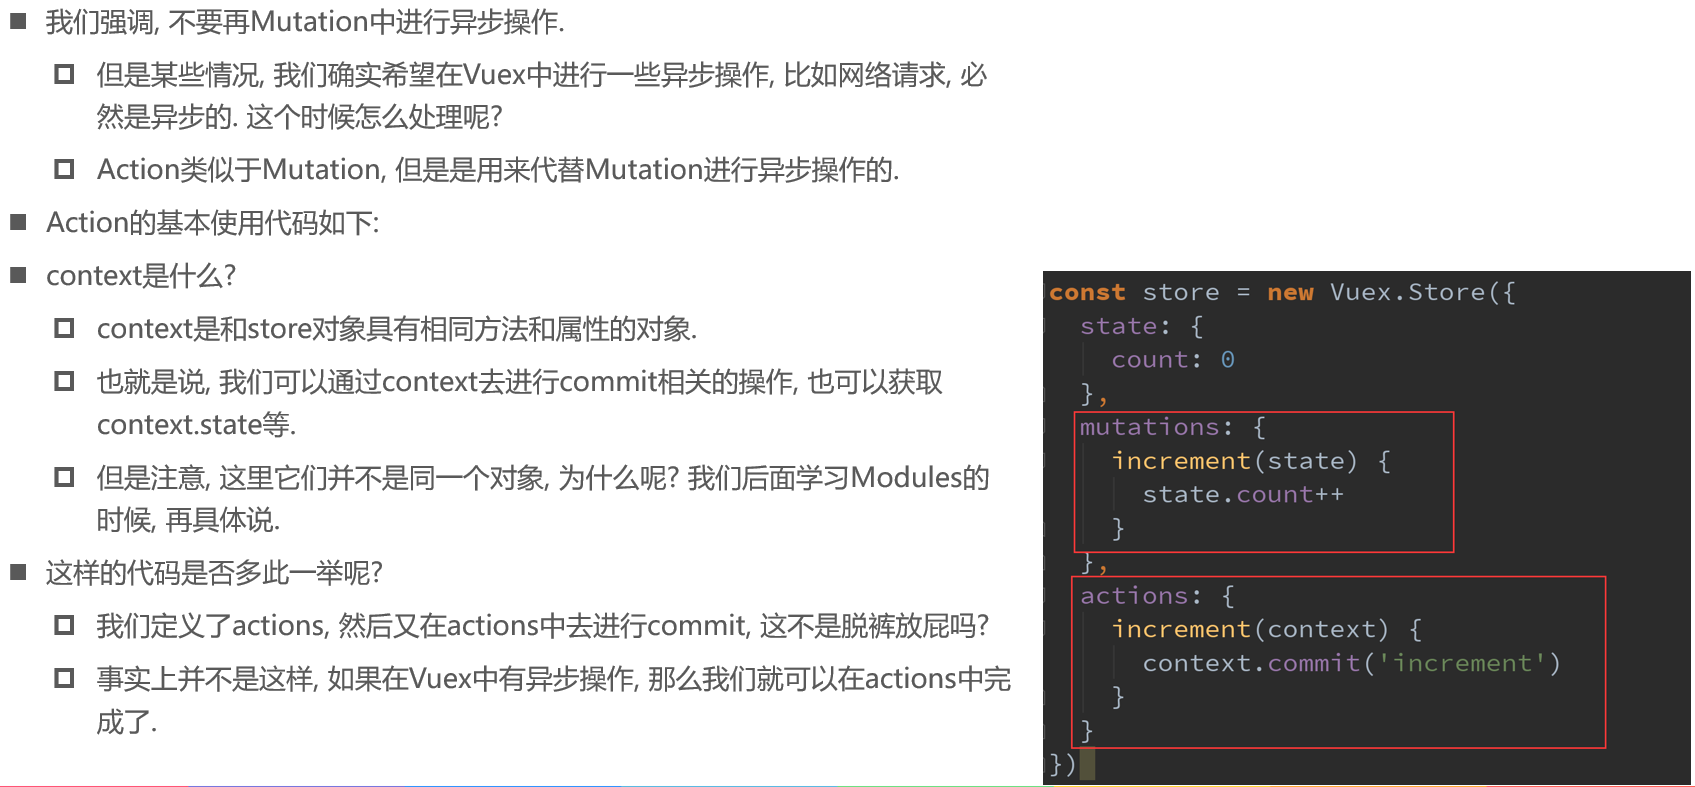 我们强调, 不要再Mutation中进行异步操作.
但是某些情况, 我们确实希望在Vuex中进行一些异步操作, 比如网络请求, 必
然是异步的. 这个时候怎么处理呢?
Action类似于Mutation, 但是是用来代替Mutation进行异步操作的.
Action的基本使用代码如下:
context是什么?
context是和store对象具有相同方法和属性的对象.
也就是说, 我们可以通过context去进行commit相关的操作, 也可以获取
context.state等.
但是注意, 这里它们并不是同一个对象, 为什么呢? 我们后面学习Modules的
时候, 再具体说.
这样的代码是否多此一举呢?
我们定义了actions, 然后又在actions中去进行commit, 这不是脱裤放屁吗?
事实上并不是这样, 如果在Vuex中有异步操作, 那么我们就可以在actions中完
成了.
const store = new Vuex.Store({
  state: {
    count: 0
  },
  mutations: {
    increment(state) {
      state.count++
    }
  },
  actions: {
    increment(context) {
      context.commit('increment')
    }
  }
})